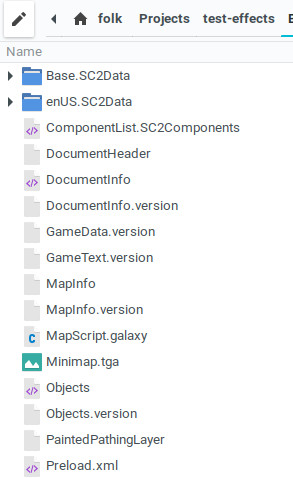 folk Projects test-effects
Name
Base.SC2Data
enUS.SC2Data
ComponentList.SC2Components
DocumentHeader
DocumentInfo
DocumentInfo.version
GameData.version
GameText.version
MapInfo
MapInfo.version
MapScript.galaxy
Minimap.tga
Objects
Objects.version
PaintedPathingLayer
Preload.xml